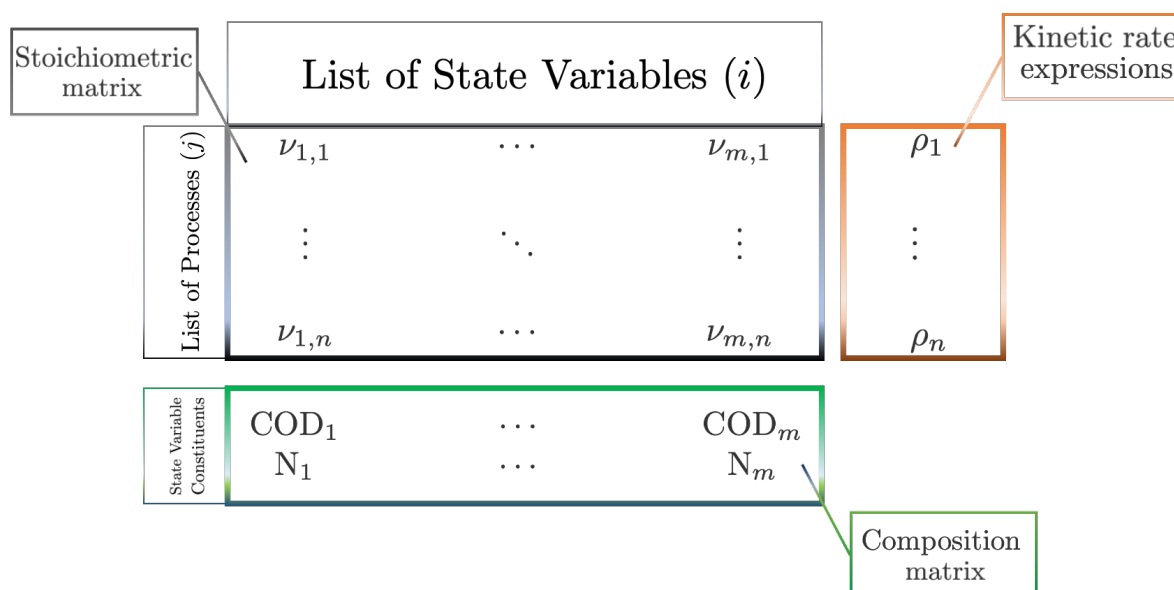 Stoichiometric
matrix
List of State Variables (i)
Kinetic rate
expressions
List of Processes (j)
ν₁,₁ ⋯ νₘ,₁ ρ₁
⋮ ⋱ ⋮ ⋮
ν₁,ₙ ⋯ νₘ,ₙ ρₙ
State Variable
Constituents
COD₁ ⋯ CODₘ
N₁ ⋯ Nₘ
Composition
matrix